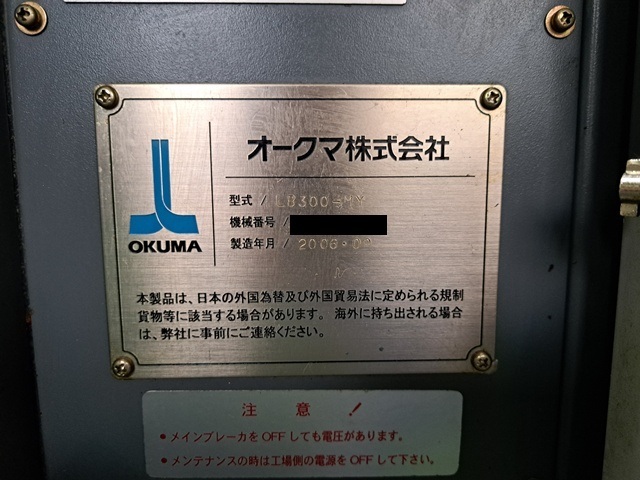 オークマ株式会社
型式 / LB300-MY
機械番号 /
OKUMA
製造年月 / 2006.
本製品は、日本の外国為替及び外国貿易法に定められる規制
貨物等に該当する場合があります。海外に持ち出される場合
は、弊社に事前にご連絡ください。
注 意 !
•メインブレーカをOFFしても電圧があります。
•メンテナンスの時は工場側の電源をOFFして下さい。